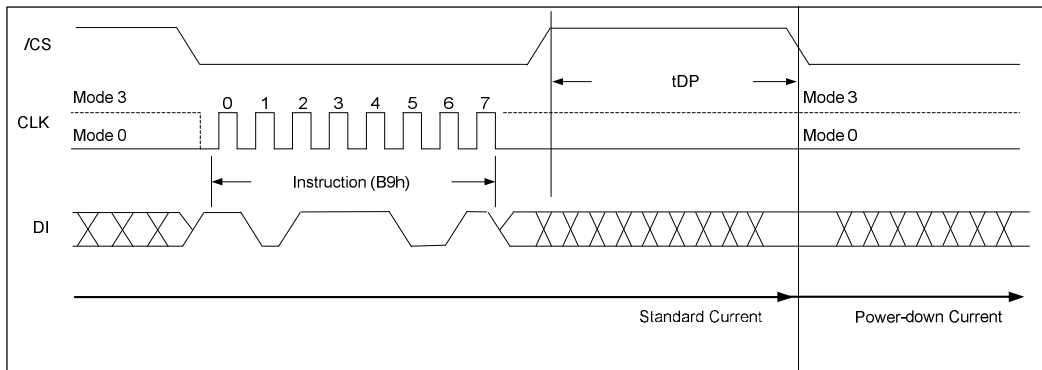 /CS
tDP
Mode 3
Mode 3
0 1 2 3 4 5 6 7
CLK
Mode 0
Mode 0
Instruction (B9h)
DI
Standard Current
Power-down Current